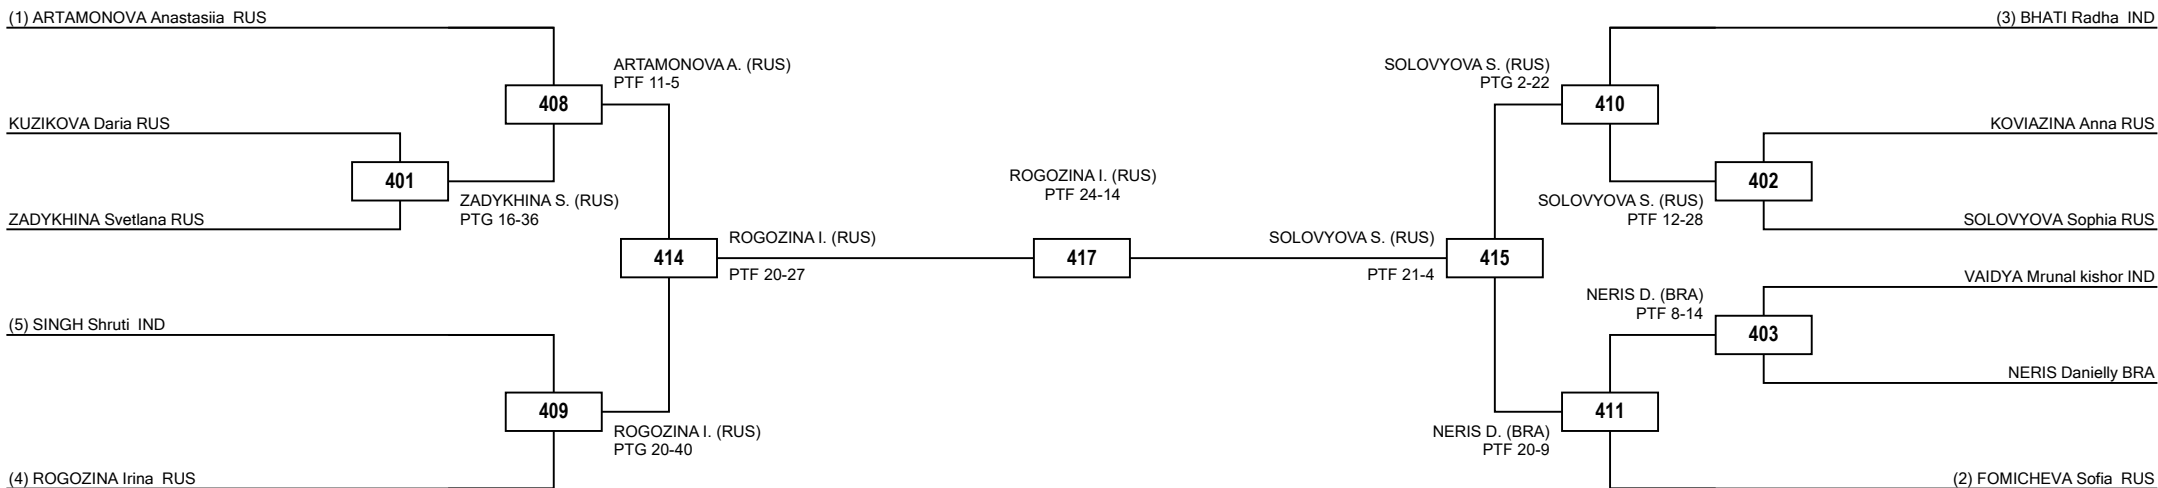 (1) ARTAMONOVA Anastasiia RUS
(3) BHATI Radha IND
ARTAMONOVA A. (RUS)
PTF 11-5
SOLOVYOVA S. (RUS)
PTG 2-22
408
410
KUZIKOVA Daria RUS
KOVIAZINA Anna RUS
401
402
ROGOZINA I. (RUS)
PTF 24-14
ZADYKHINA S. (RUS)
PTG 16-36
SOLOVYOVA S. (RUS)
PTF 12-28
ZADYKHINA Svetlana RUS
SOLOVYOVA Sophia RUS
414
ROGOZINA I. (RUS)
PTF 20-27
417
SOLOVYOVA S. (RUS)
PTF 21-4
415
VAIDYA Mrunal kishor IND
NERIS D. (BRA)
PTF 8-14
403
(5) SINGH Shruti IND
NERIS Danielly BRA
409
411
ROGOZINA I. (RUS)
PTG 20-40
NERIS D. (BRA)
PTF 20-9
(4) ROGOZINA Irina RUS
(2) FOMICHEVA Sofia RUS